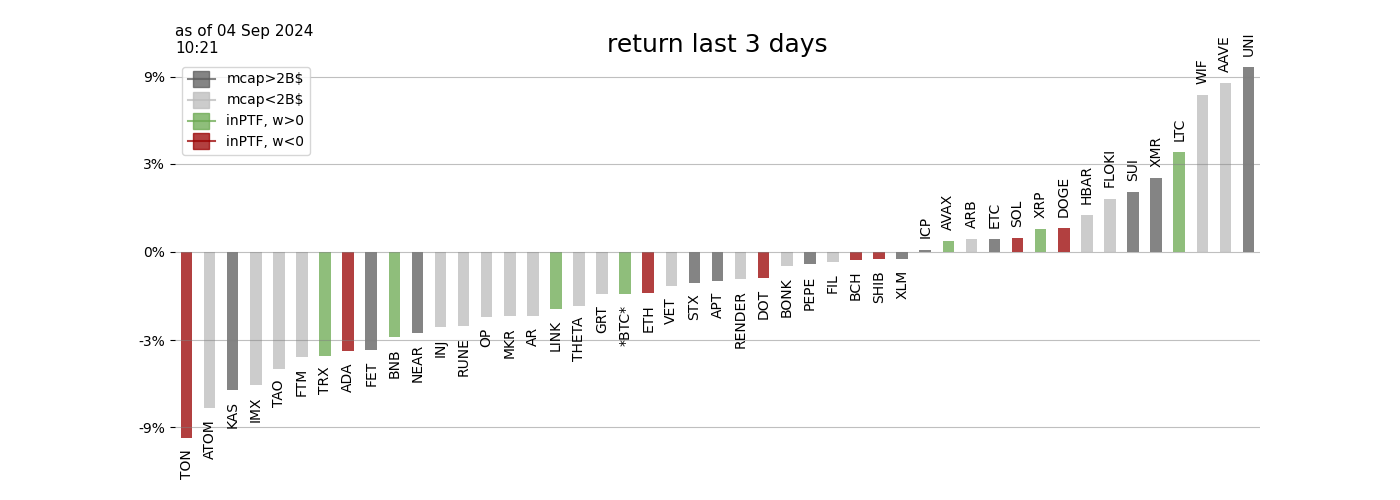 as of 04 Sep 2024
10:21
return last 3 days
mcap>2B$
mcap<2B$
inPTF, w>0
inPTF, w<0
9%
3%
0%
-3%
-9%
TON
ATOM
KAS
IMX
TAO
FTM
TRX
ADA
FET
BNB
NEAR
INJ
RUNE
OP
MKR
AR
LINK
THETA
GRT
*BTC*
ETH
VET
STX
APT
RENDER
DOT
BONK
PEPE
FIL
BCH
SHIB
XLM
ICP
AVAX
ARB
ETC
SOL
XRP
DOGE
HBAR
FLOKI
SUI
XMR
LTC
WIF
AAVE
UNI